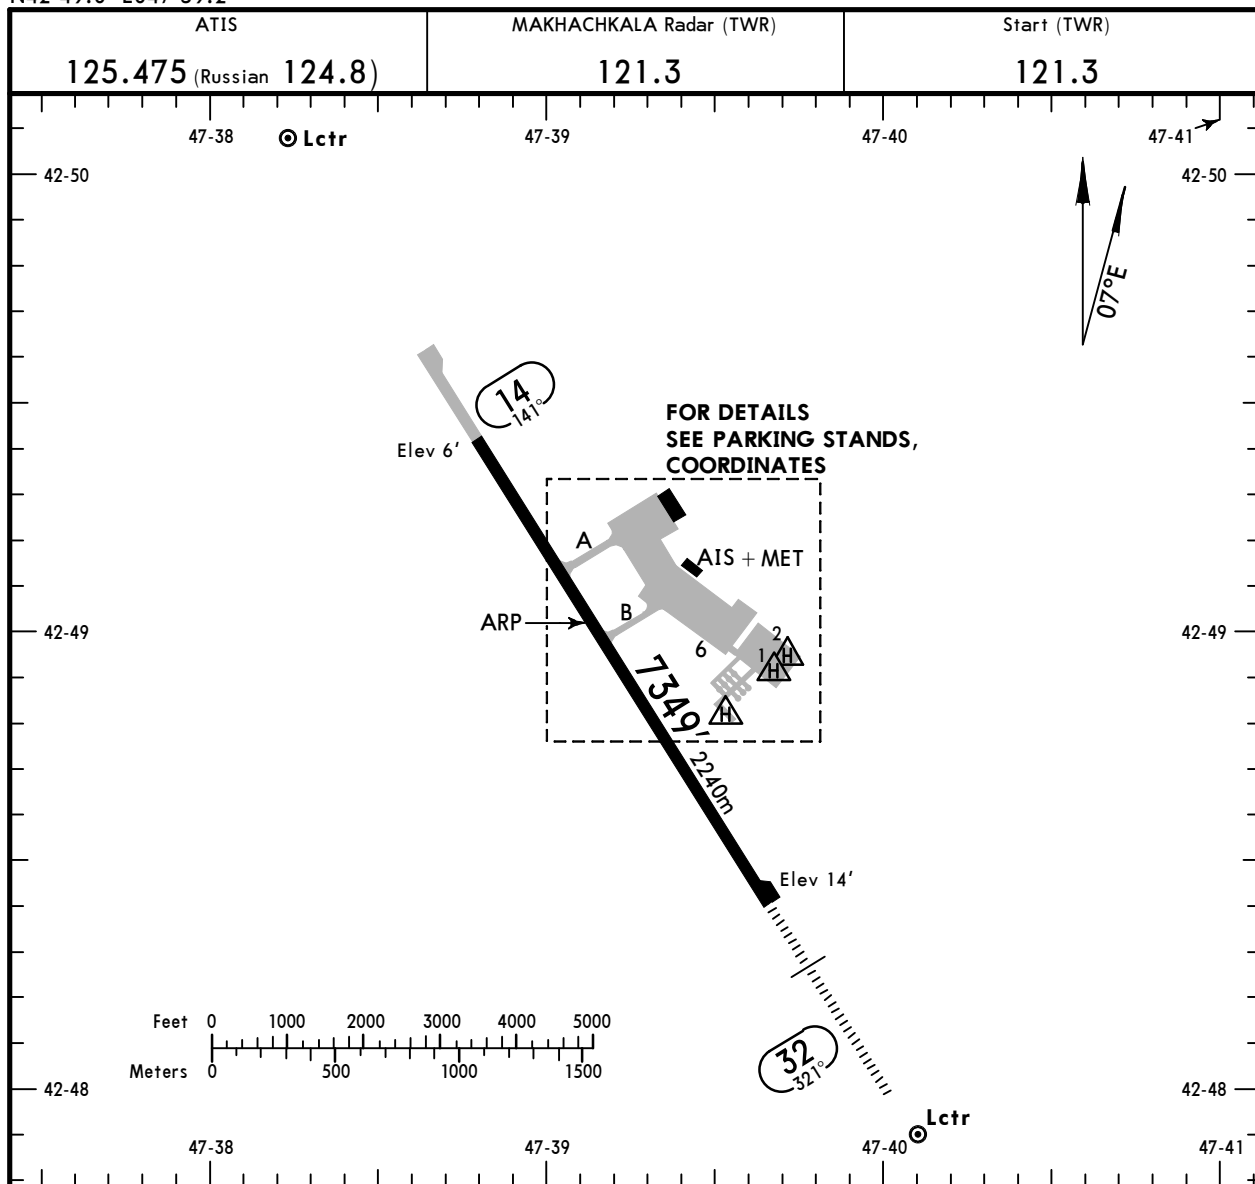 ATIS
MAKHACHKALA Radar (TWR)
Start (TWR)
125.475 (Russian 124.8)
121.3
121.3
47-38
Lctr
47-39
47-40
47-41
42-50
42-50
07°E
14
141°
FOR DETAILS
SEE PARKING STANDS,
COORDINATES
Elev 6'
A
AIS + MET
B
ARP
42-49
42-49
6
2
1
H
H
H
7349'
2240m
Elev 14'
Feet 0 1000 2000 3000 4000 5000
Meters 0 500 1000 1500
32
321°
42-48
42-48
Lctr
47-38
47-39
47-40
47-41